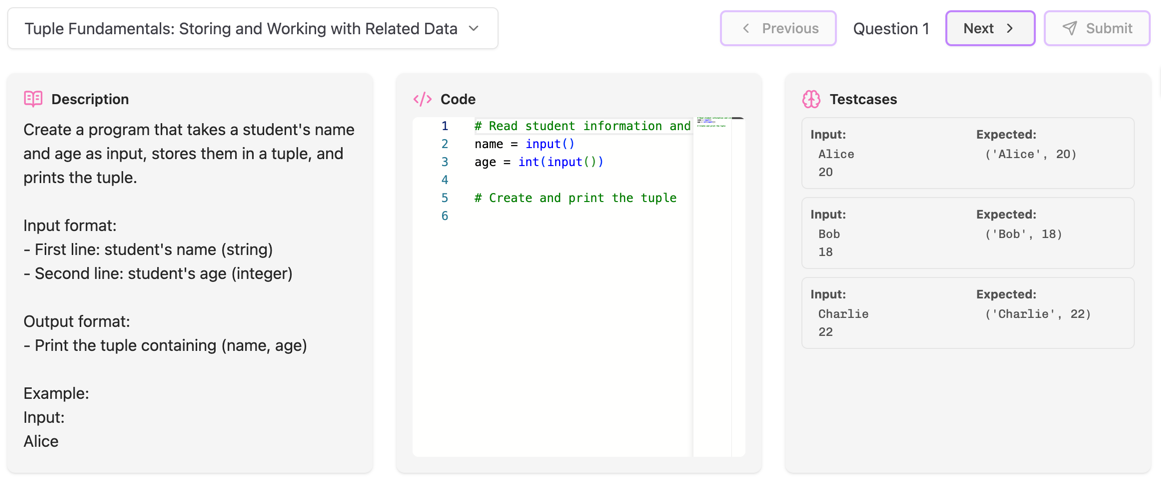 Tuple Fundamentals: Storing and Working with Related Data
Previous
Question 1
Next
Submit
Description
Create a program that takes a student's name
and age as input, stores them in a tuple, and
prints the tuple.
Input format:
- First line: student's name (string)
- Second line: student's age (integer)
Output format:
- Print the tuple containing (name, age)
Example:
Input:
Alice
</> Code
1 # Read student information and
2 name = input()
3 age = int(input())
4
5 # Create and print the tuple
6
Testcases
Input: Expected:
Alice ('Alice', 20)
20
Input: Expected:
Bob ('Bob', 18)
18
Input: Expected:
Charlie ('Charlie', 22)
22